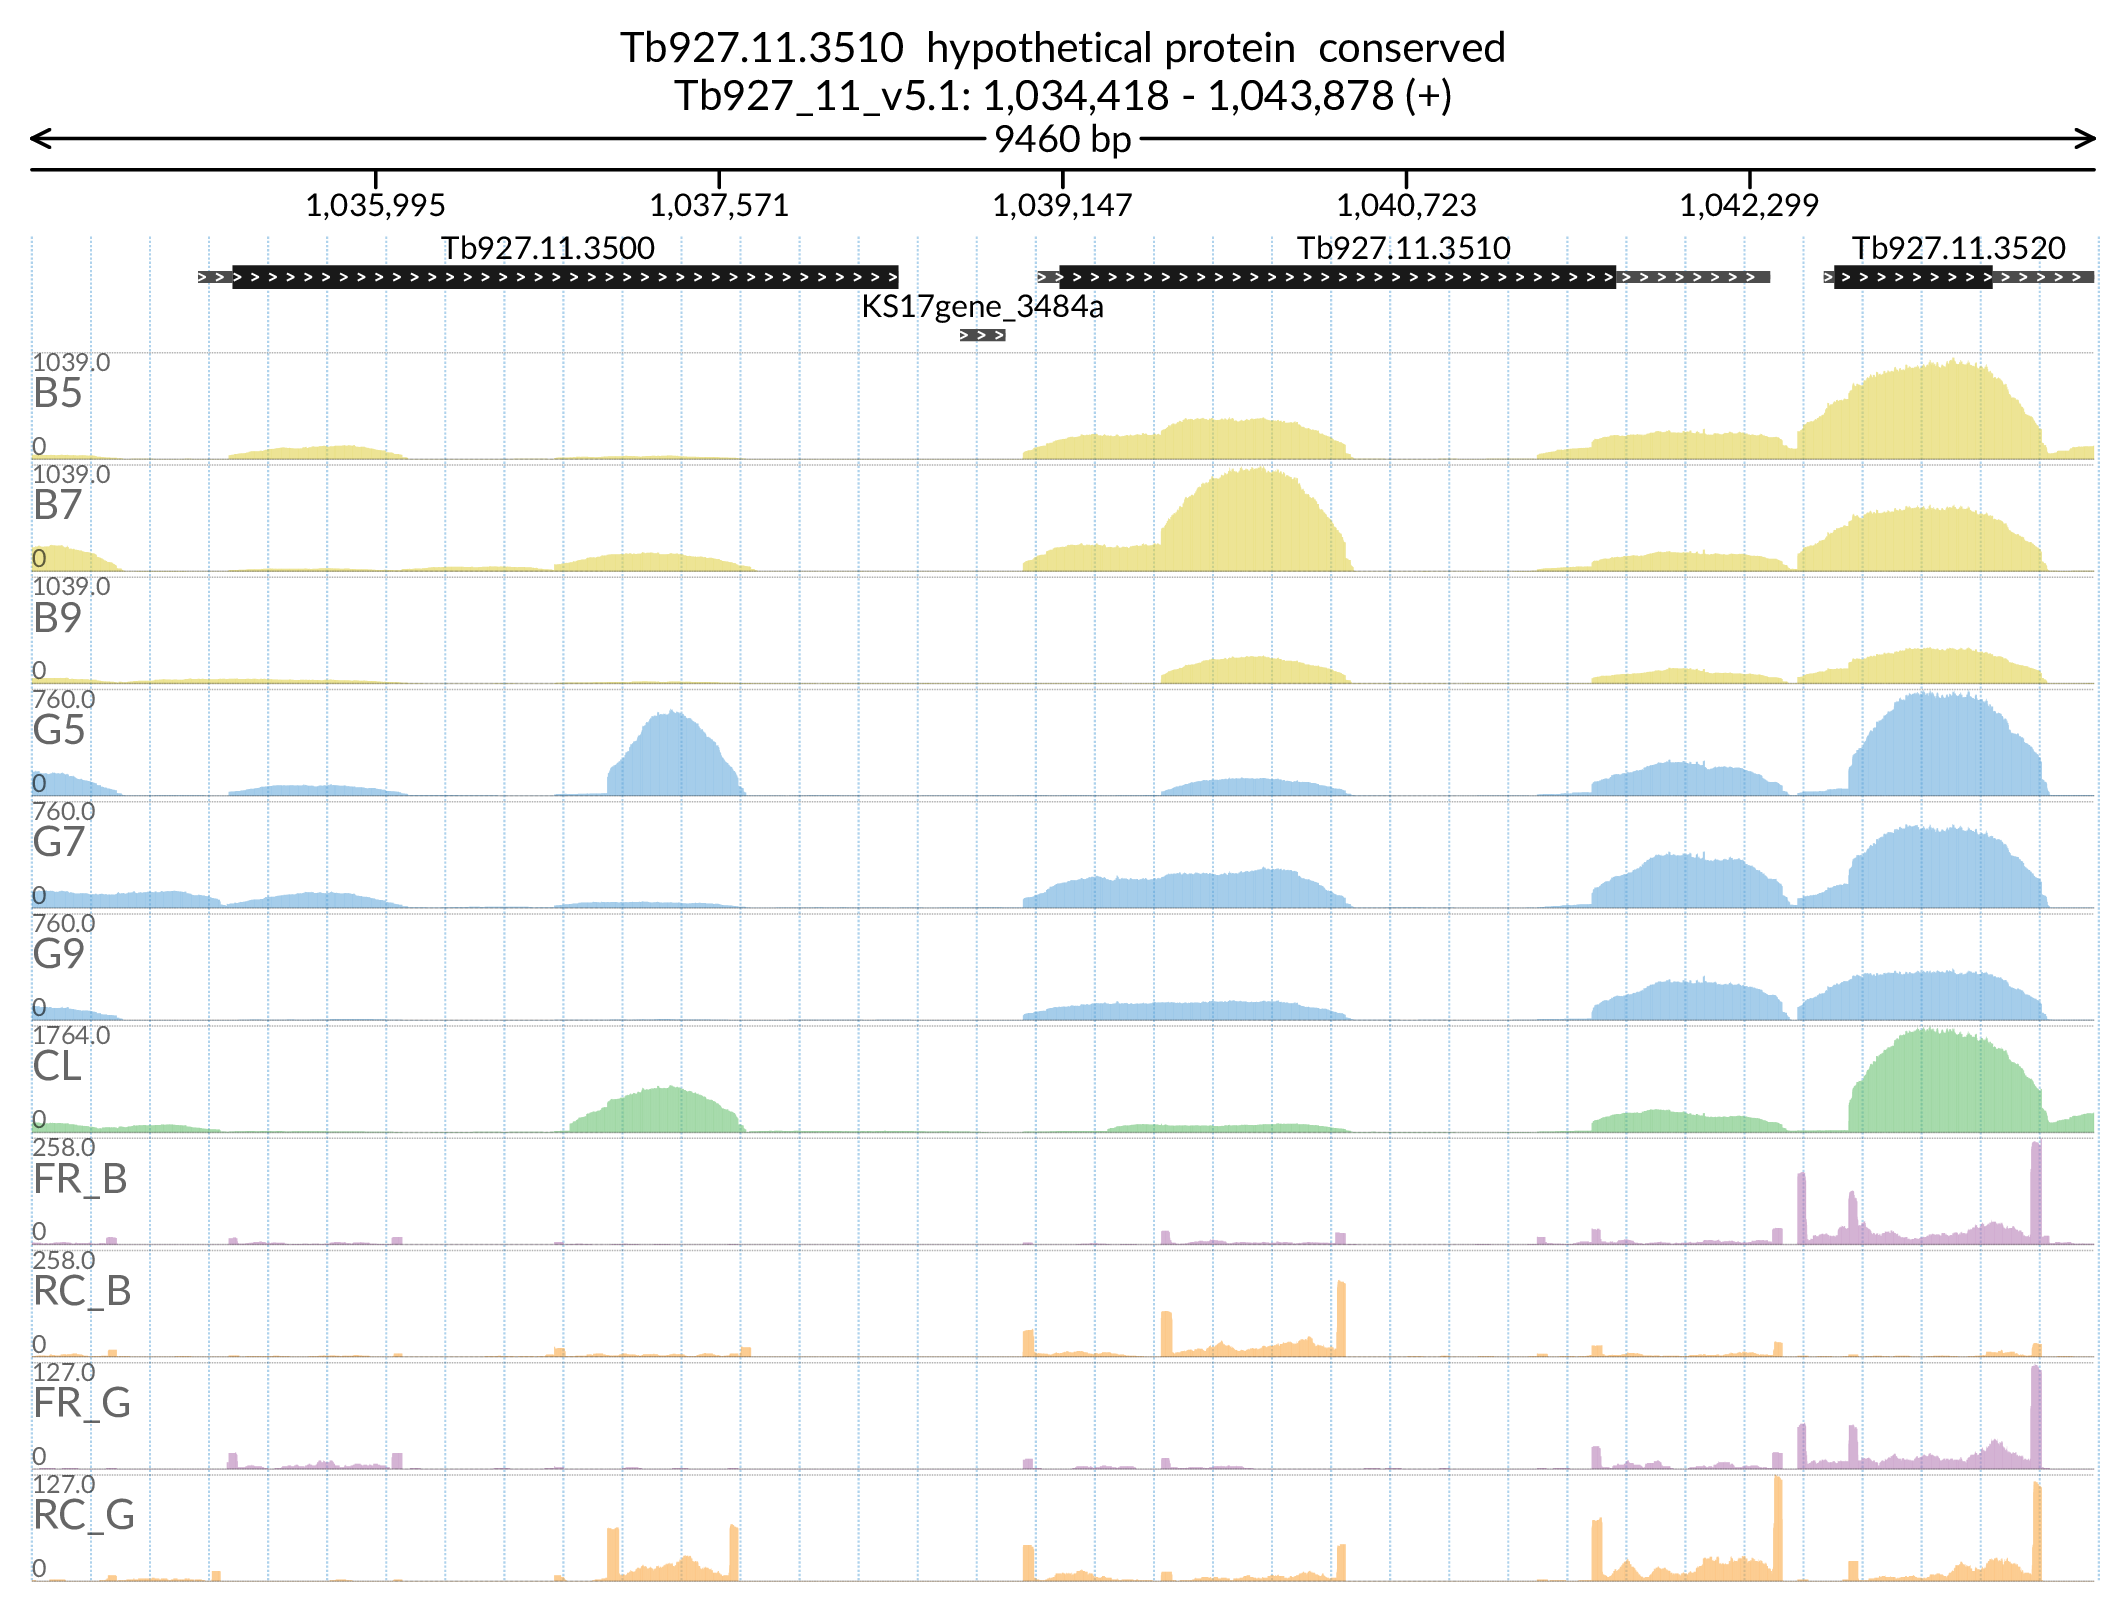 Tb927.11.3510 hypothetical protein conserved
Tb927_11_v5.1: 1,034,418 - 1,043,878 (+)
9460 bp
1,035,995 1,037,571 1,039,147 1,040,723 1,042,299
Tb927.11.3500 Tb927.11.3510 Tb927.11.3520
KS17gene_3484a
1039.0
B5
0
1039.0
B7
0
1039.0
B9
0
760.0
G5
0
760.0
G7
0
760.0
G9
0
1764.0
CL
0
258.0
FR_B
0
258.0
RC_B
0
127.0
FR_G
0
127.0
RC_G
0